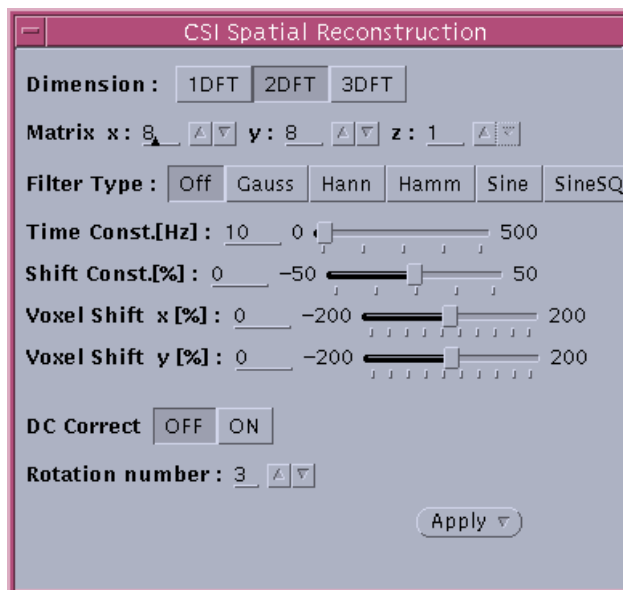 CSI Spatial Reconstruction
Dimension : 1DFT 2DFT 3DFT
Matrix x : 8 y : 8 z : 1
Filter Type : Off Gauss Hann Hamm Sine SineSQ
Time Const.[Hz] : 10 0 500
Shift Const.[%] : 0 -50 50
Voxel Shift x [%] : 0 -200 200
Voxel Shift y [%] : 0 -200 200
DC Correct OFF ON
Rotation number : 3
Apply